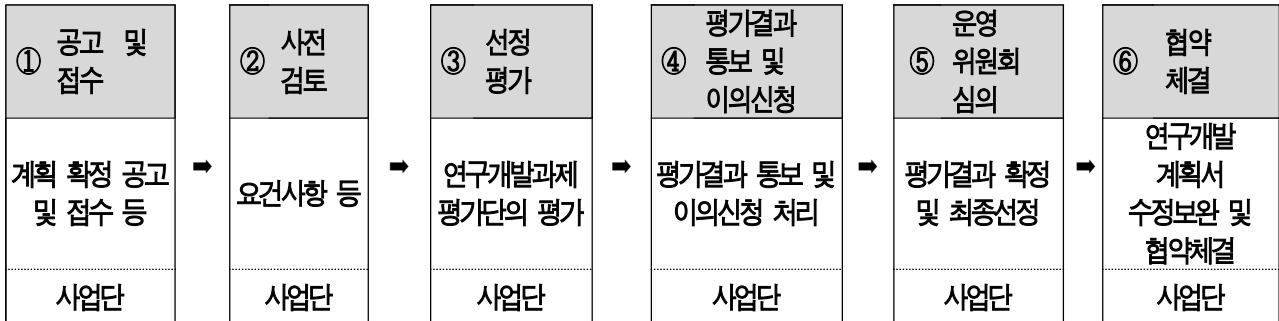 ① 공고 및
접수
계획 확정 공고
및 접수 등
사업단
➡
② 사전
검토
요건사항 등
사업단
➡
③ 선정
평가
연구개발과제
평가단의 평가
사업단
➡
④ 평가결과
통보 및
이의신청
평가결과 통보 및
이의신청 처리
사업단
➡
⑤ 운영
위원회
심의
평가결과 확정
및 최종선정
사업단
➡
⑥ 협약
체결
연구개발
계획서
수정보완 및
협약체결
사업단